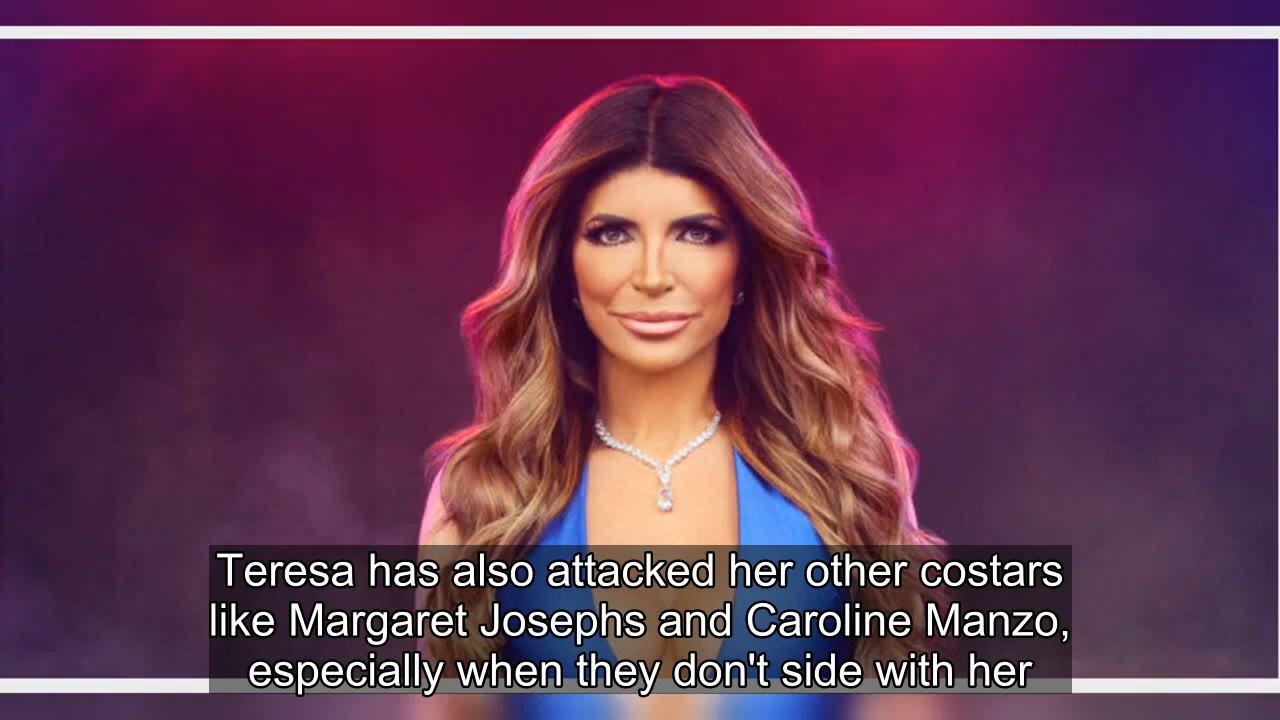 Teresa has also attacked her other costars
like Margaret Josephs and Caroline Manzo,
especially when they don't side with her